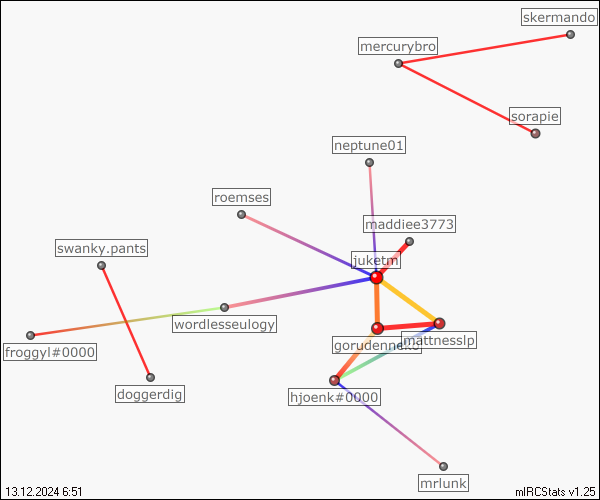 skermando
mercurybro
sorapie
neptune01
roemses
maddiee3773
swanky.pants
juketm
wordlesseulogy
froggyl#0000
mattnesslp
doggerdig
hjoenk#0000
mrlunk
13.12.2024 6:51
mIRCStats v1.25